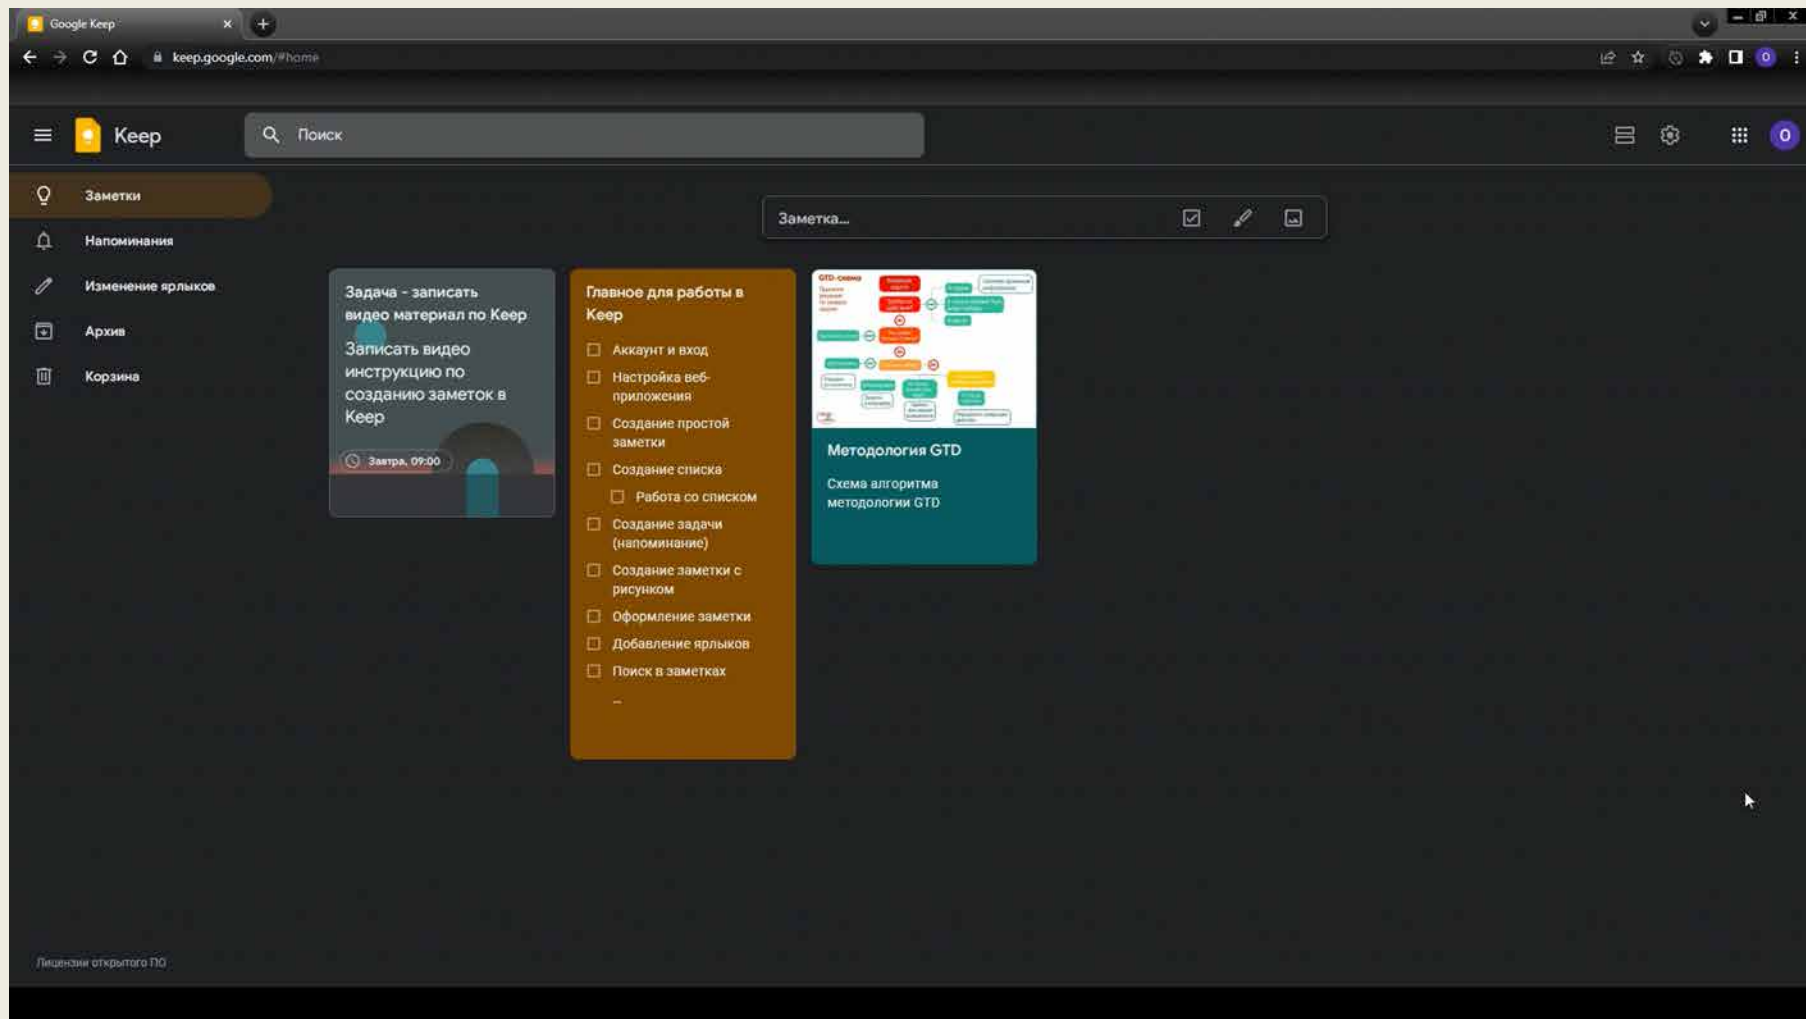 Google Keep
keep.google.com/#home
Keep
Поиск
Заметки
Напоминания
Изменение ярлыков
Архив
Корзина
Заметка...
Задача - записать
видео материал по Keep
Записать видео
инструкцию по
созданию заметок в
Keep
Завтра, 09:00
Главное для работы в
Keep
Аккаунт и вход
Настройка веб-
приложения
Создание простой
заметки
Создание списка
Работа со списком
Создание задачи
(напоминание)
Создание заметки с
рисунком
Оформление заметки
Добавление ярлыков
Поиск в заметках
...
GTD-схема
Методология GTD
Схема алгоритма
методологии GTD
O
O
Лицензии открытого ПО